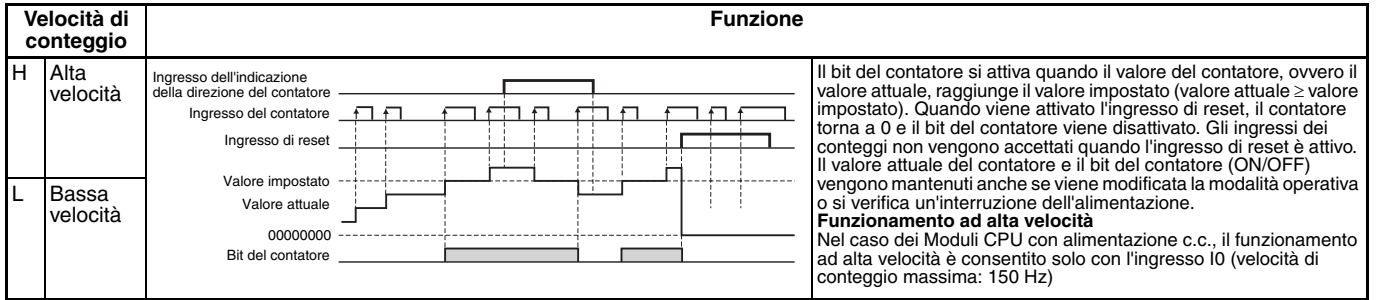 Velocità di
conteggio
Funzione
H
Alta
velocità
L
Bassa
velocità
Ingresso dell'indicazione
della direzione del contatore
Ingresso del contatore
Ingresso di reset
Valore impostato
Valore attuale
00000000
Bit del contatore
Il bit del contatore si attiva quando il valore del contatore, ovvero il
valore attuale, raggiunge il valore impostato (valore attuale ≥ valore
impostato). Quando viene attivato l'ingresso di reset, il contatore
torna a 0 e il bit del contatore viene disattivato. Gli ingressi dei
conteggi non vengono accettati quando l'ingresso di reset è attivo.
Il valore attuale del contatore e il bit del contatore (ON/OFF)
vengono mantenuti anche se viene modificata la modalità operativa
o si verifica un'interruzione dell'alimentazione.
Funzionamento ad alta velocità
Nel caso dei Moduli CPU con alimentazione c.c., il funzionamento
ad alta velocità è consentito solo con l'ingresso I0 (velocità di
conteggio massima: 150 Hz)